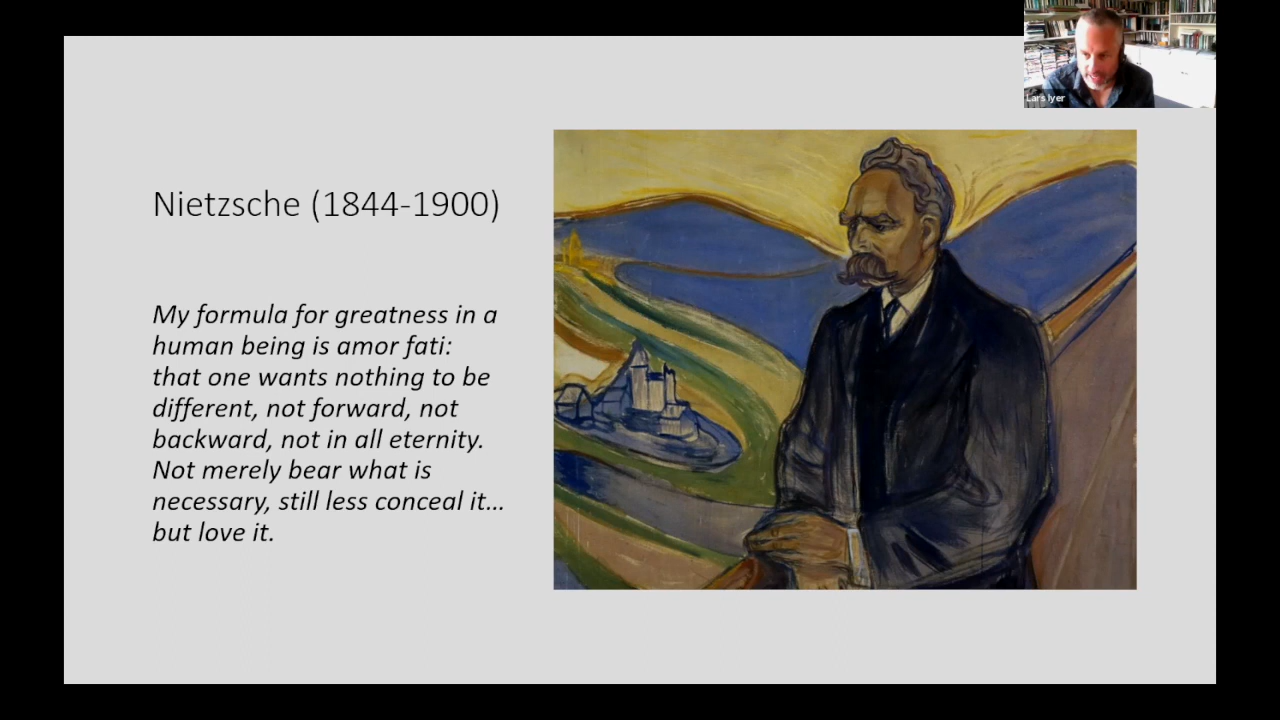 Lars Iyer
Nietzsche (1844-1900)
My formula for greatness in a
human being is amor fati:
that one wants nothing to be
different, not forward, not
backward, not in all eternity.
Not merely bear what is
necessary, still less conceal it…
but love it.